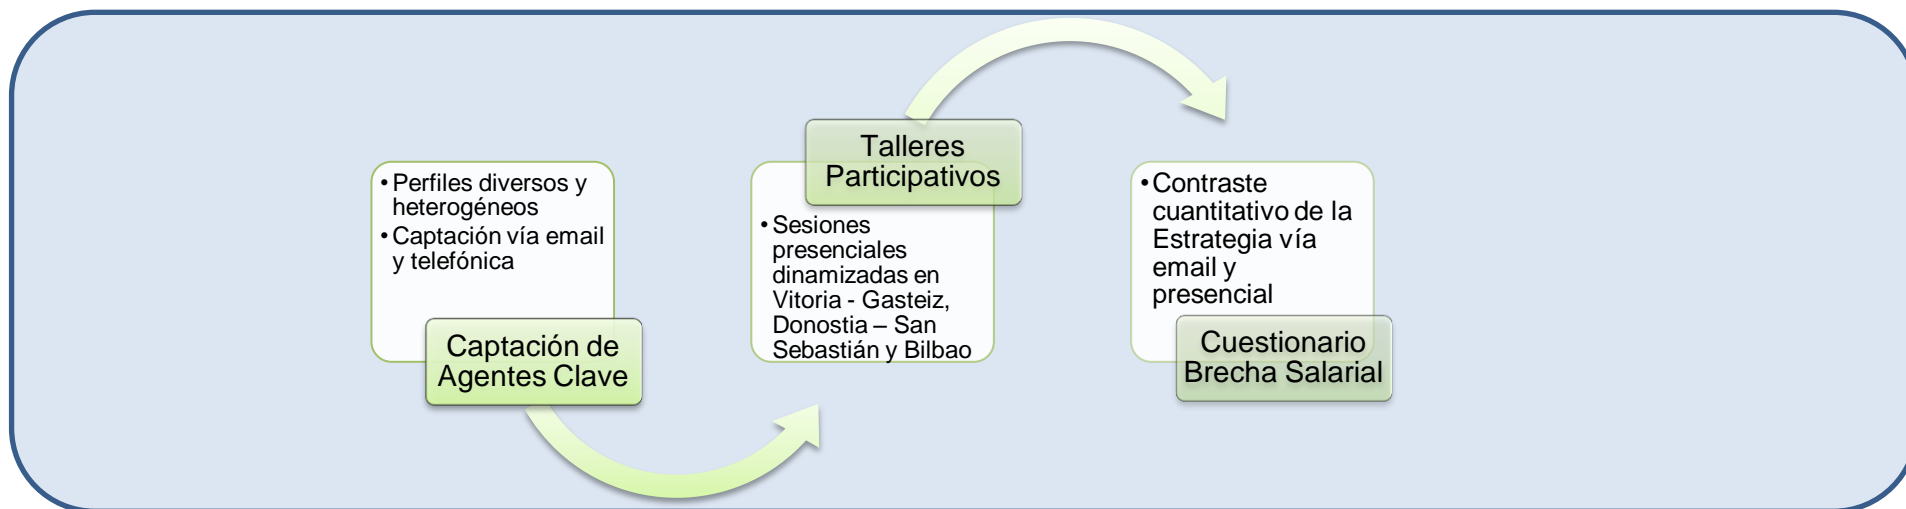 • Perfiles diversos y
heterogéneos
• Captación vía email
y telefónica
Captación de
Agentes Clave
Talleres
Participativos
• Sesiones
presenciales
dinamizadas en
Vitoria - Gasteiz,
Donostia – San
Sebastián y Bilbao
• Contraste
cuantitativo de la
Estrategia vía
email y
presencial
Cuestionario
Brecha Salarial